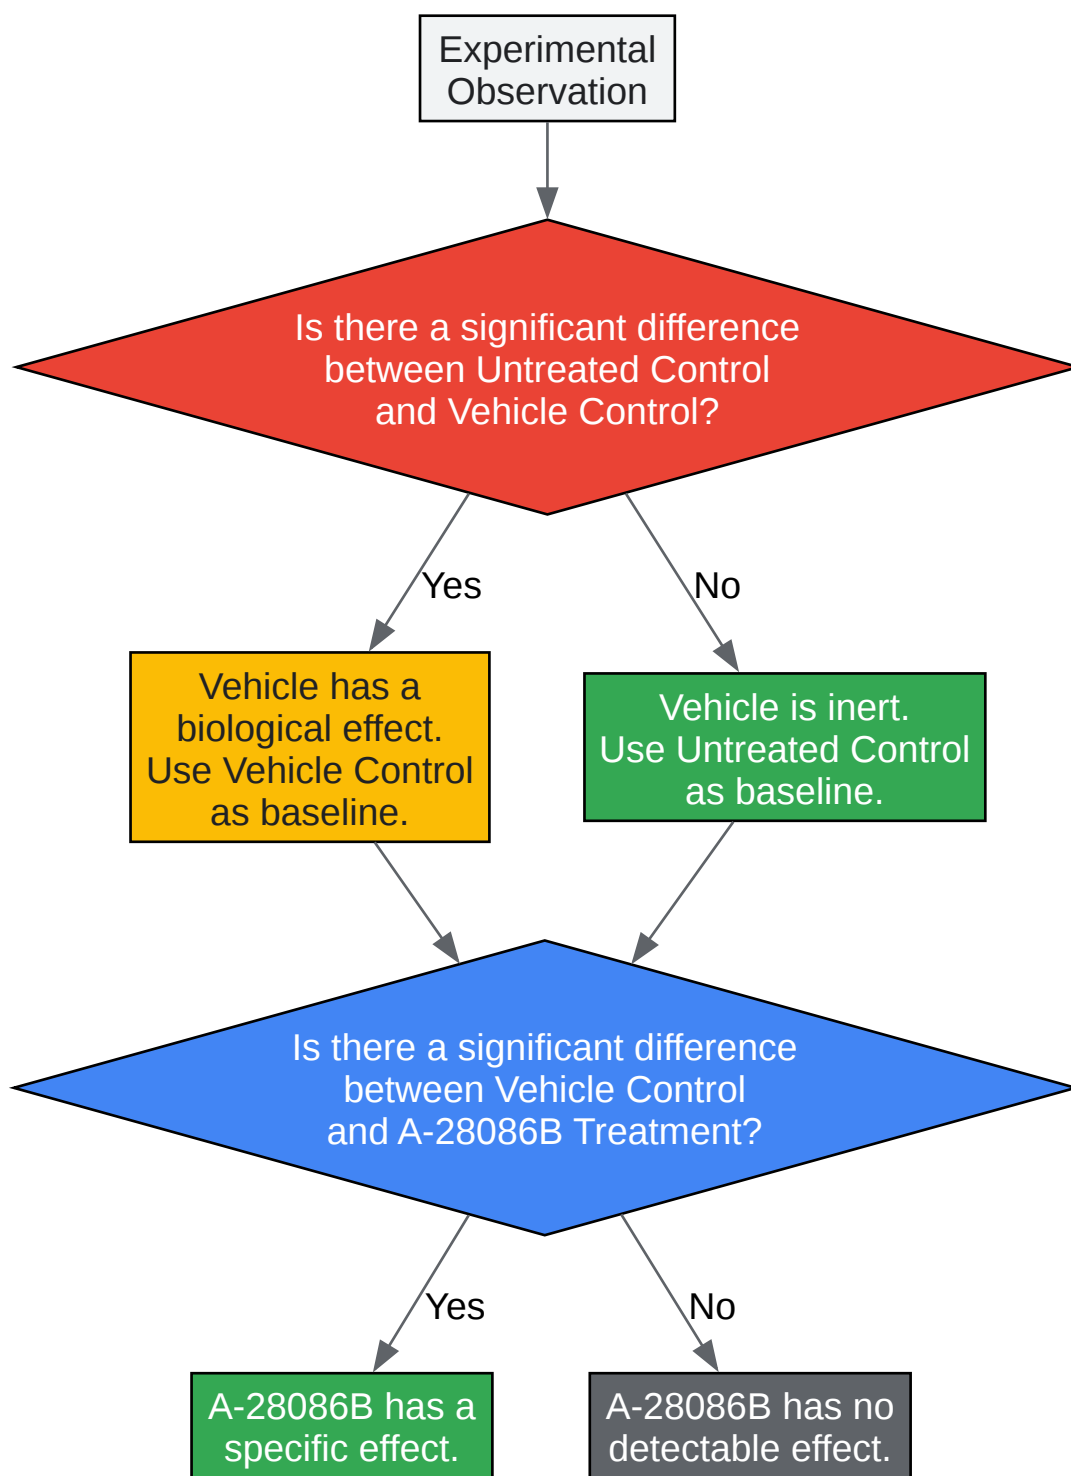 Experimental
Observation
Is there a significant difference
between Untreated Control
and Vehicle Control?
Yes
No
Vehicle has a
biological effect.
Use Vehicle Control
as baseline.
Vehicle is inert.
Use Untreated Control
as baseline.
Is there a significant difference
between Vehicle Control
and A-28086B Treatment?
Yes
No
A-28086B has a
specific effect.
A-28086B has no
detectable effect.